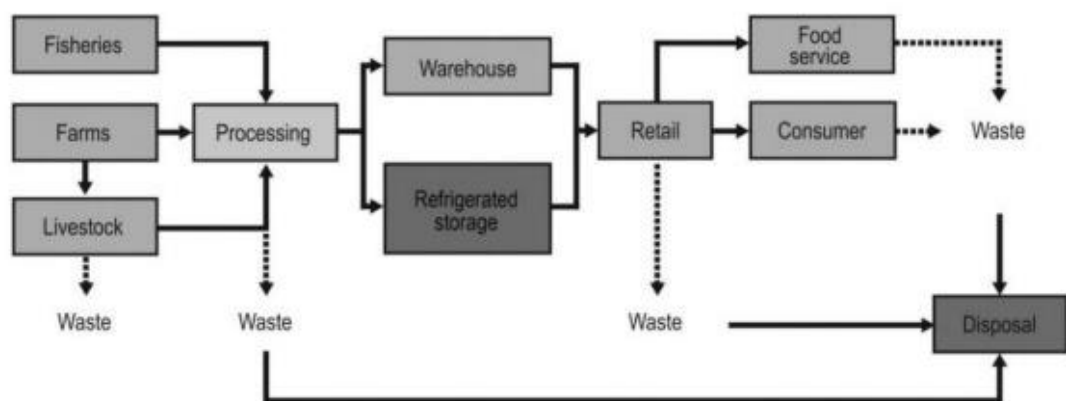 Fisheries
Food
service
Warehouse
Farms
Processing
Retail
Consumer
Waste
Refrigerated
storage
Livestock
Waste
Waste
Waste
Disposal